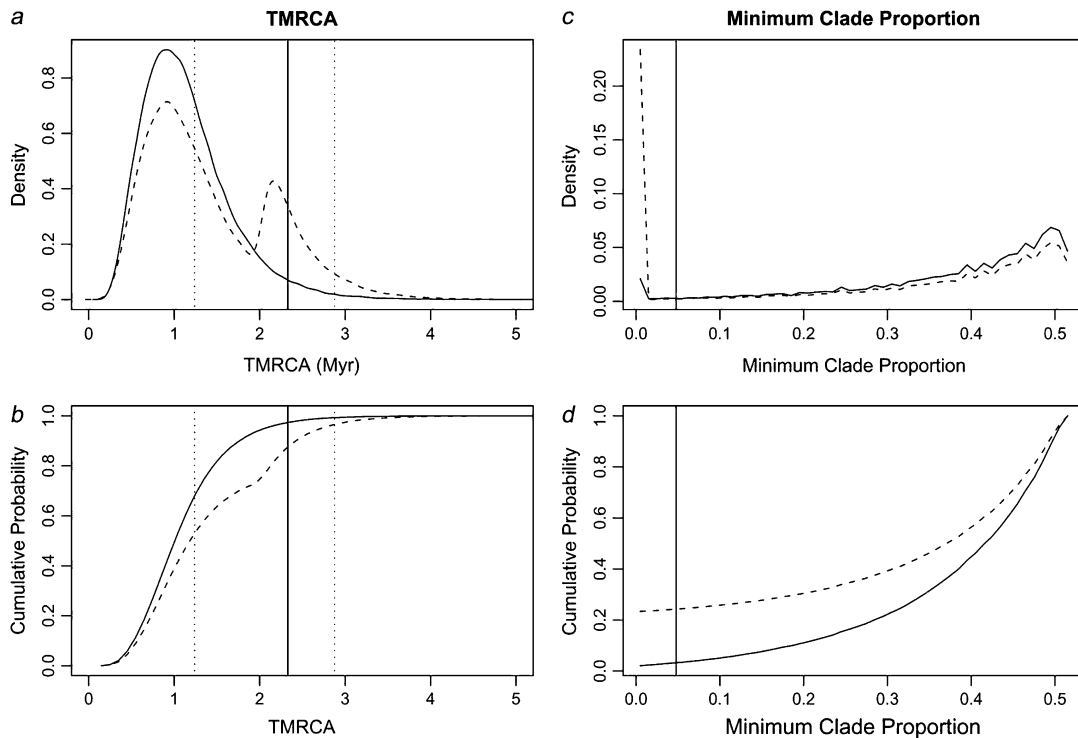 a
TMRCA
Density
0.0 0.2 0.4 0.6 0.8
0 1 2 3 4 5
TMRCA (Myr)
c
Minimum Clade Proportion
Density
0.00 0.05 0.10 0.15 0.20
0.0 0.1 0.2 0.3 0.4 0.5
Minimum Clade Proportion
b
Cumulative Probability
0.0 0.2 0.4 0.6 0.8 1.0
0 1 2 3 4 5
TMRCA
d
Cumulative Probability
0.0 0.2 0.4 0.6 0.8 1.0
0.0 0.1 0.2 0.3 0.4 0.5
Minimum Clade Proportion